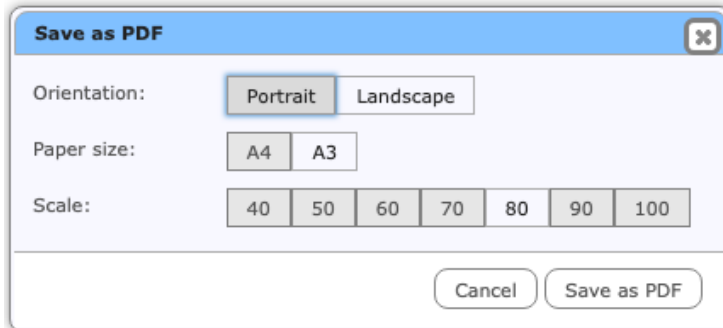 Save as PDF
Orientation: Portrait Landscape
Paper size: A4 A3
Scale: 40 50 60 70 80 90 100
Cancel Save as PDF